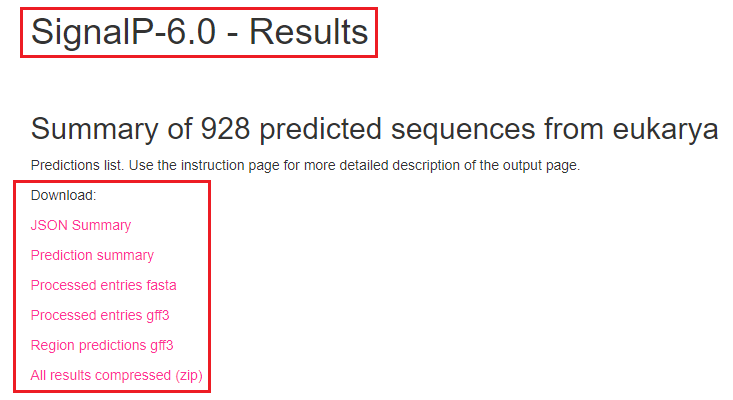 SignalP-6.0 - Results
Summary of 928 predicted sequences from eukarya
Predictions list. Use the instruction page for more detailed description of the output page.
Download:
JSON Summary
Prediction summary
Processed entries fasta
Processed entries gff3
Region predictions gff3
All results compressed (zip)